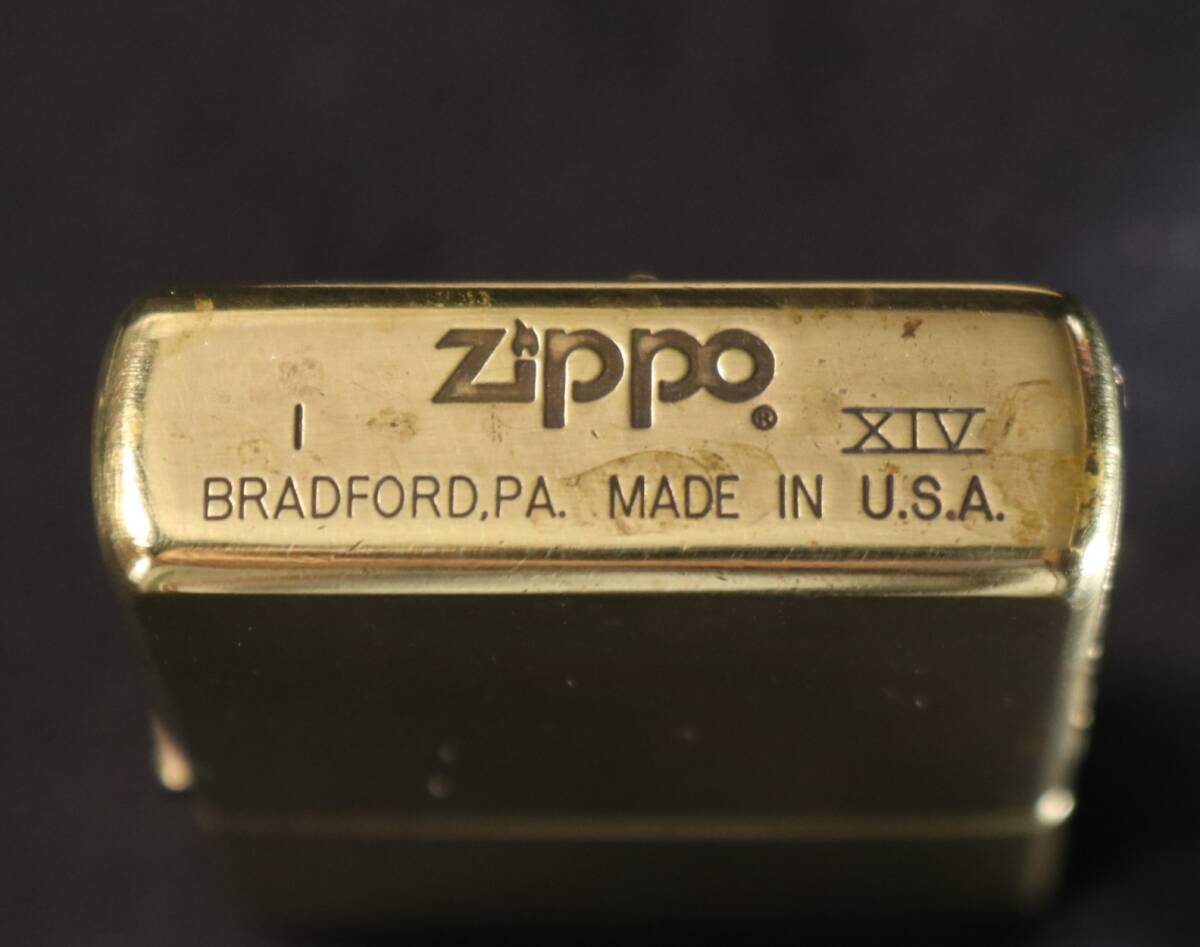 Zippo®
I XIV
BRADFORD,PA. MADE IN U.S.A.